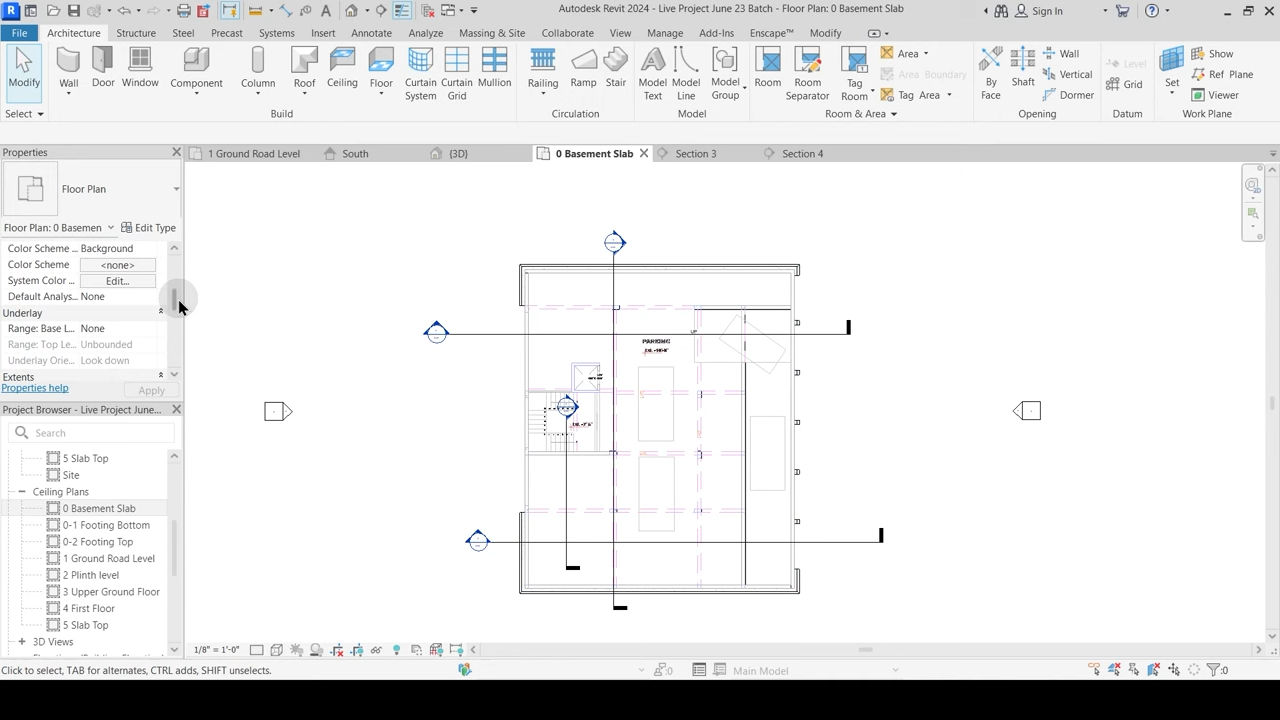 Autodesk Revit 2024 - Live Project June 23 Batch - Floor Plan: 0 Basement Slab
Sign In
File Architecture Structure Steel Precast Systems Insert Annotate Analyze Massing & Site Collaborate View Manage Add-Ins Enscape™ Modify
Modify Wall Door Window Component Column Roof Ceiling Floor Curtain System Curtain Grid Mullion Railing Ramp Stair Model Text Model Line Model Group Room Room Separator Tag Room
Area
Area Boundary
Tag Area
By Face Shaft
Wall
Vertical
Dormer
Level
Grid
Set
Show
Ref Plane
Viewer
Select Build Circulation Model Room & Area Opening Datum Work Plane
Properties
1 Ground Road Level South {3D} 0 Basement Slab Section 3 Section 4
Floor Plan
Floor Plan: 0 Basemen Edit Type
Color Scheme ... Background
Color Scheme <none>
System Color ... Edit...
Default Analys... None
Underlay
Range: Base L... None
Range: Top Le... Unbounded
Underlay Orie... Look down
Extents
Properties help Apply
Project Browser - Live Project June...
Search
5 Slab Top
Site
Ceiling Plans
0 Basement Slab
0-1 Footing Bottom
0-2 Footing Top
1 Ground Road Level
2 Plinth level
3 Upper Ground Floor
4 First Floor
5 Slab Top
3D Views
PARKING
UP
1/8" = 1'-0"
Click to select, TAB for alternates, CTRL adds, SHIFT unselects.
:0
Main Model
:0